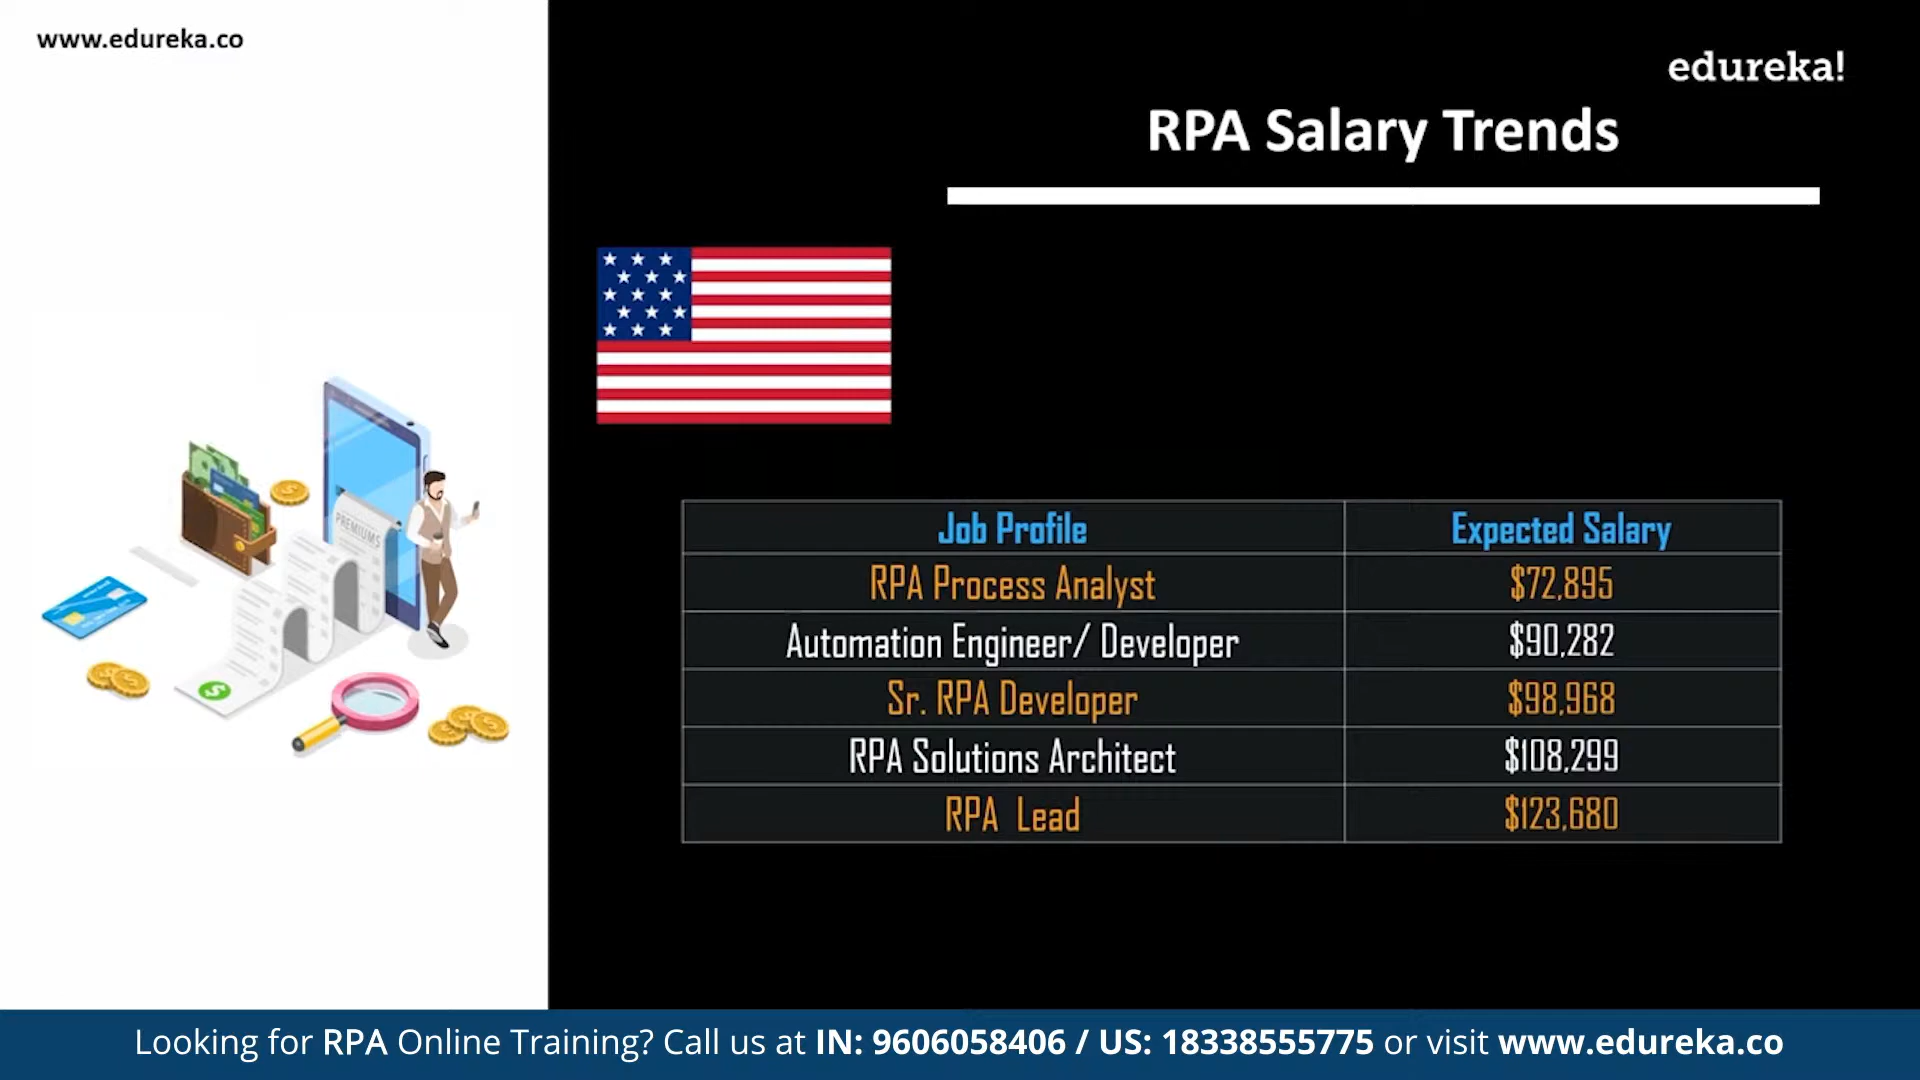 www.edureka.co
edureka!
RPA Salary Trends
PREMIUMS
Job Profile Expected Salary
RPA Process Analyst $72,895
Automation Engineer/ Developer $90,282
Sr. RPA Developer $98,968
RPA Solutions Architect $108,299
RPA Lead $123,680
Looking for RPA Online Training? Call us at IN: 9606058406 / US: 18338555775 or visit www.edureka.co